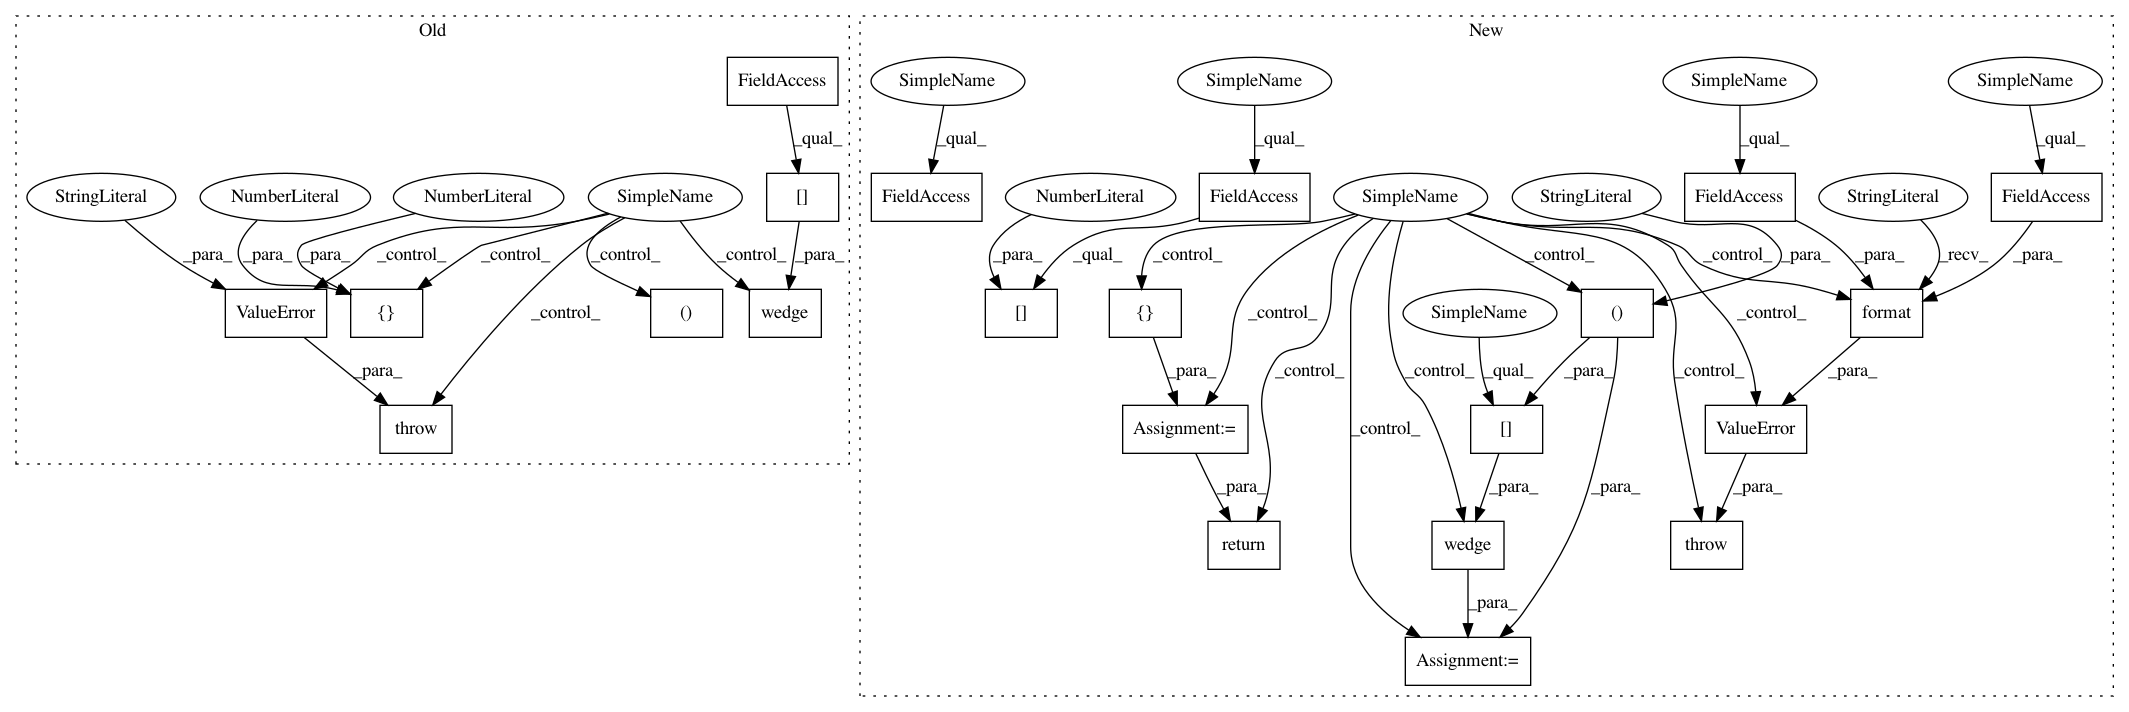 Old
New
FieldAccess
SimpleName
SimpleName
SimpleName
SimpleName
_qual_
_qual_
_qual_
_qual_
_qual_
StringLiteral
NumberLiteral
NumberLiteral
SimpleName
[]
FieldAccess
NumberLiteral
FieldAccess
SimpleName
StringLiteral
FieldAccess
StringLiteral
FieldAccess
_para_
_para_
_para_
_control_
_control_
_control_
_control_
_para_
_para_
_qual_
_control_
_control_
_para_
_control_
_para_
_recv_
_para_
ValueError
{}
_control_
()
wedge
[]
{}
_control_
SimpleName
()
_control_
format
_para_
_para_
_control_
_control_
_qual_
_para_
_control_
_para_
throw
Assignment:=
_control_
[]
ValueError
_para_
_para_
_para_
_para_
return
wedge
throw
_para_
Assignment:=